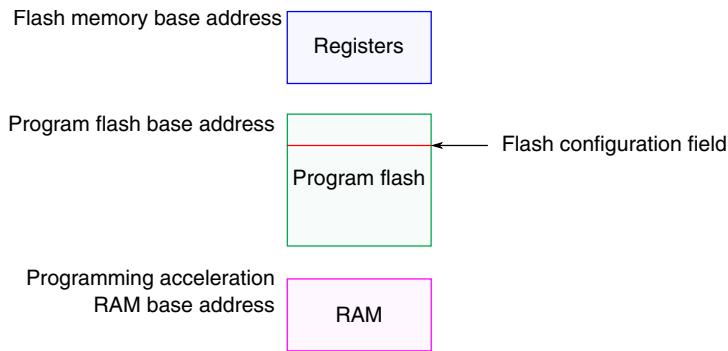 Flash memory base address
Registers
Program flash base address
Flash configuration field
Program flash
Programming acceleration
RAM base address
RAM